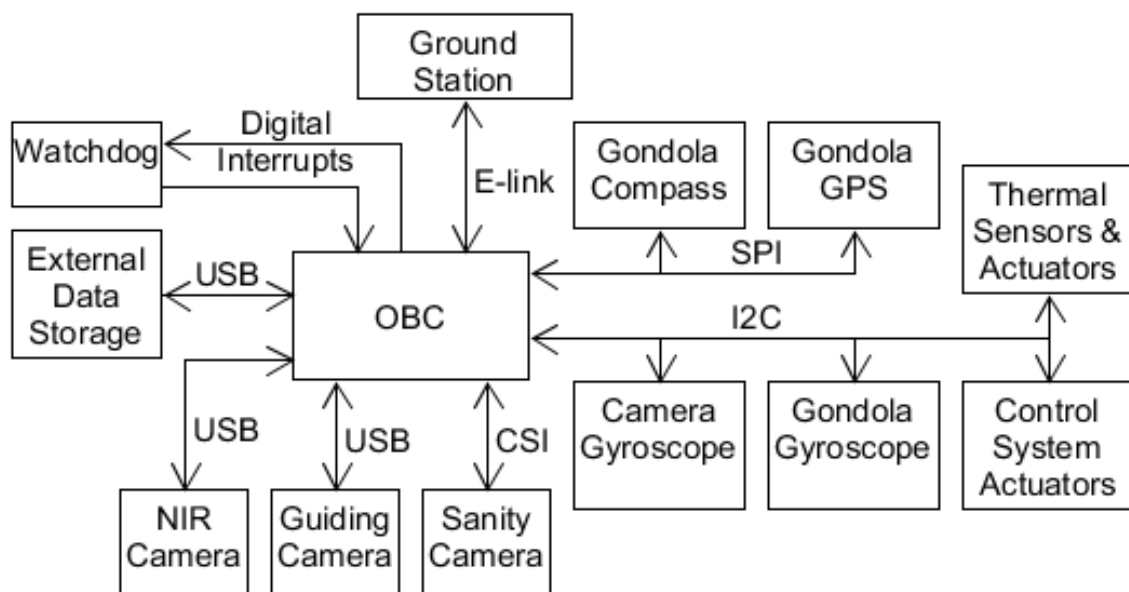 Ground
Station
Watchdog
Digital
Interrupts
E-link
Gondola
Compass
Gondola
GPS
Thermal
Sensors &
Actuators
External
Data
Storage
USB
OBC
SPI
I2C
USB
USB
CSI
Camera
Gyroscope
Gondola
Gyroscope
Control
System
Actuators
NIR
Camera
Guiding
Camera
Sanity
Camera